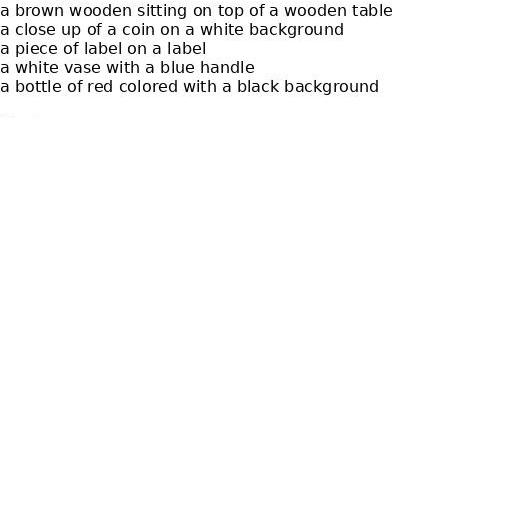 a brown wooden sitting on top of a wooden table
a close up of a coin on a white background
a piece of label on a label
a white vase with a blue handle
a bottle of red colored with a black background